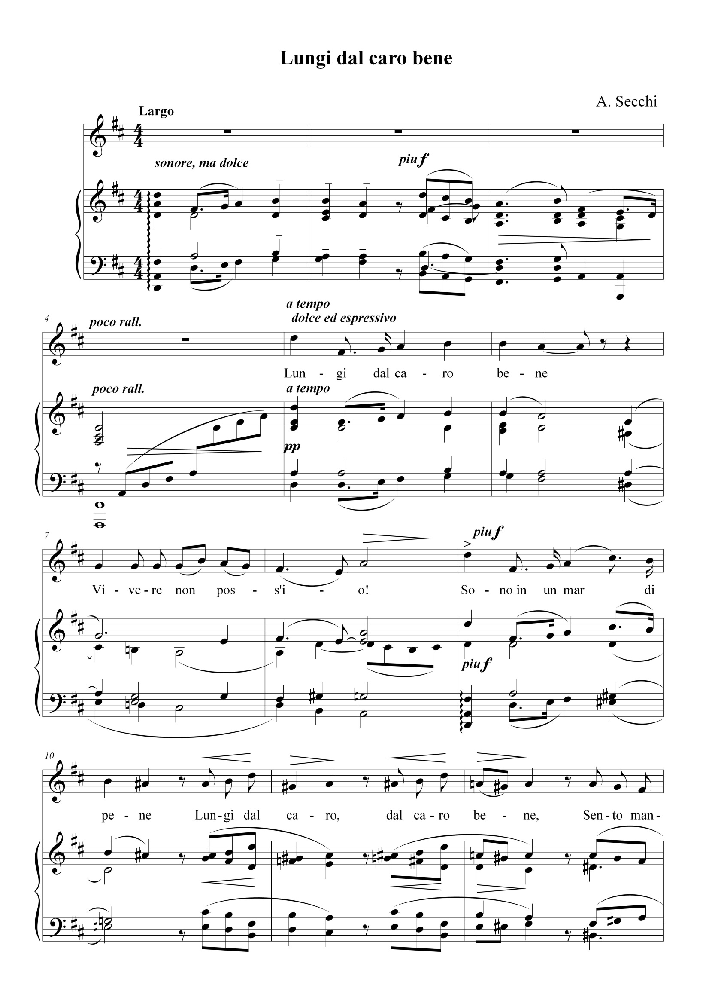 Lungi dal caro bene
A. Secchi
Largo
sonore, ma dolce
piu f
4
poco rall.
a tempo
dolce ed espressivo
Lun - gi dal ca - ro be - ne
poco rall.
a tempo
pp
7
piu f
Vi - ve - re non pos - s'i - o! So - no in un mar di
piu f
10
pe - ne Lun - gi dal ca - ro, dal ca - ro be - ne, Sen - to man -